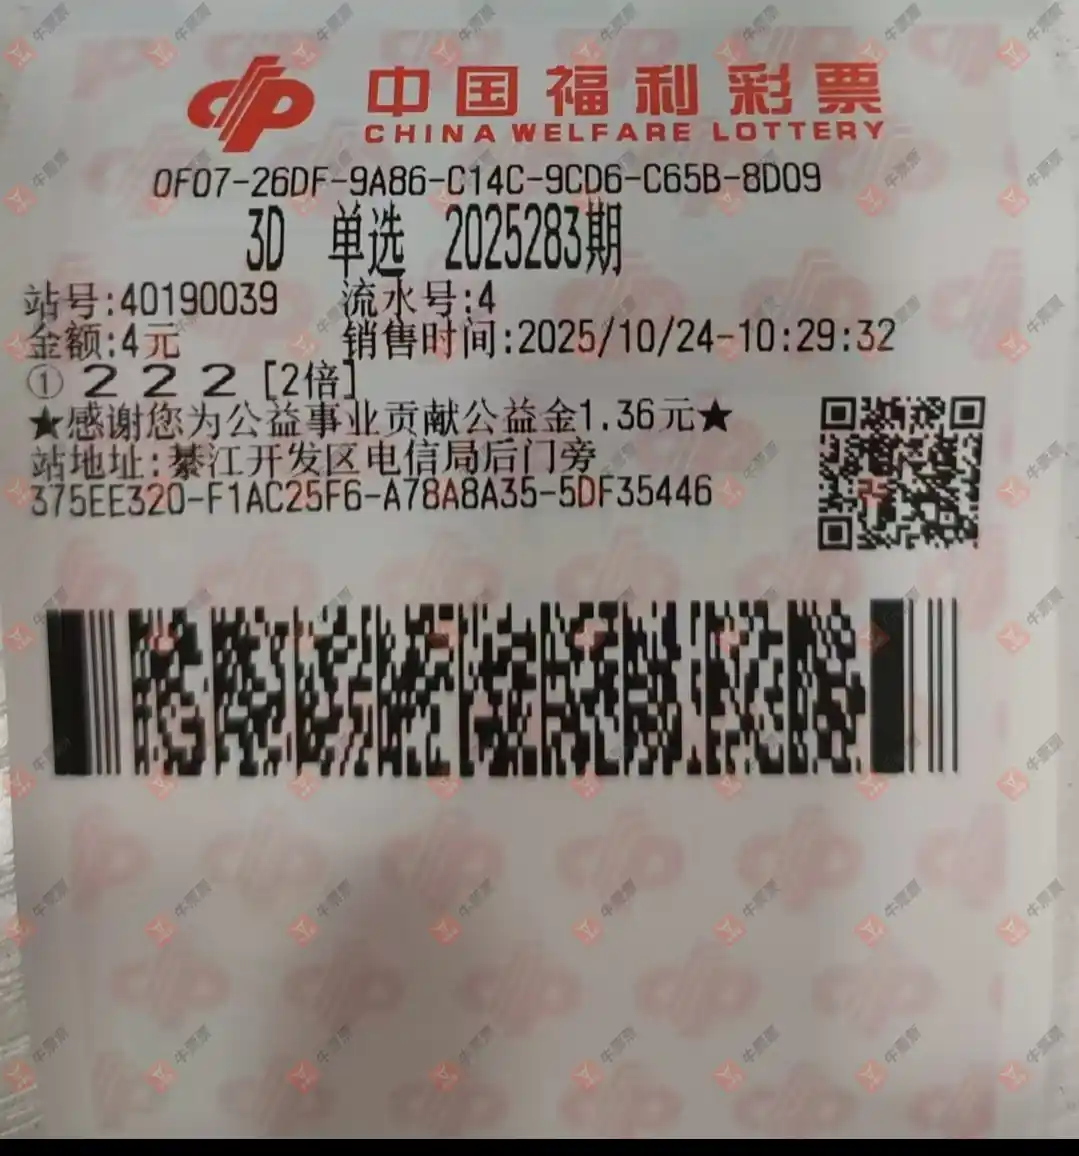 中国福利彩票
CHINA WELFARE LOTTERY
0F07-26DF-9A86-C14C-9CD6-C65B-8D09
3D 单选 2025283期
站号:40190039 流水号:4
金额:4元 销售时间:2025/10/24-10:29:32
① 2 2 2 [2倍]
★感谢您为公益事业贡献公益金1.36元★
站地址:綦江开发区电信局后门旁
375EE320-F1AC25F6-A78A8A35-5DF35446
牛票票